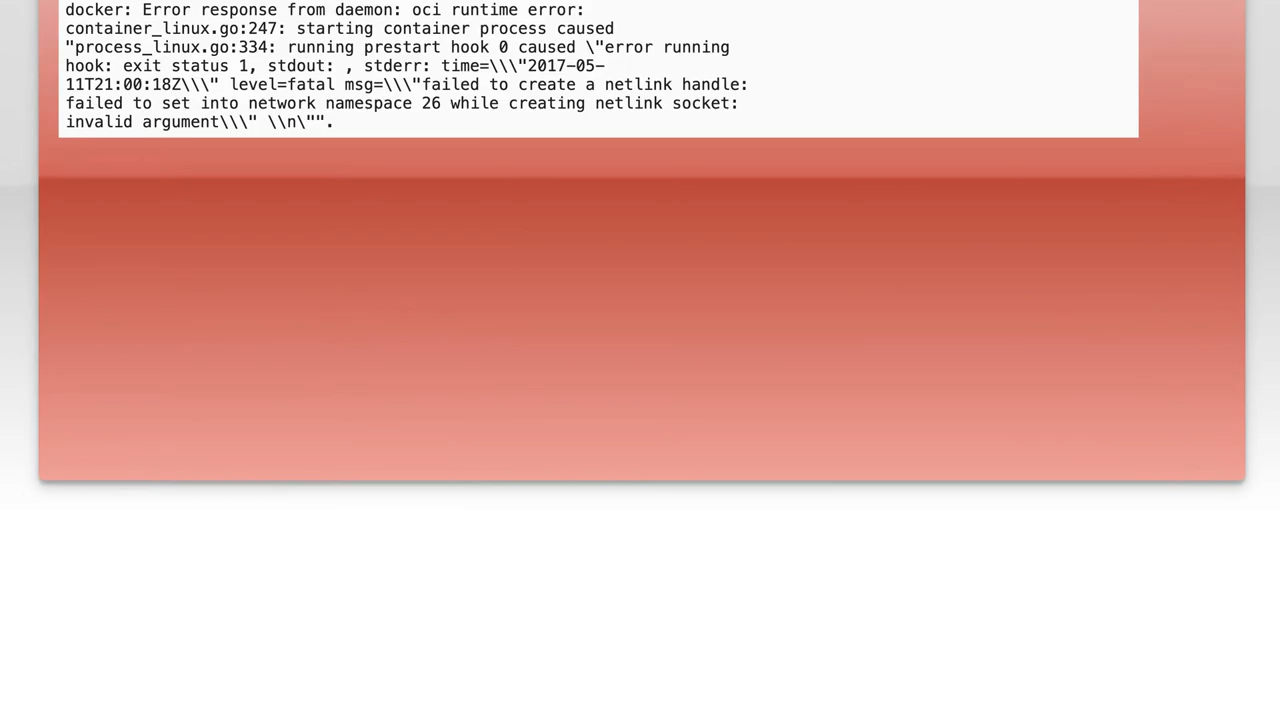 docker: Error response from daemon: oci runtime error:
container_linux.go:247: starting container process caused
"process_linux.go:334: running prestart hook 0 caused \"error running
hook: exit status 1, stdout: , stderr: time=\\\"2017-05-
11T21:00:18Z\\\" level=fatal msg=\\\"failed to create a netlink handle:
failed to set into network namespace 26 while creating netlink socket:
invalid argument\\\" \\n\"".